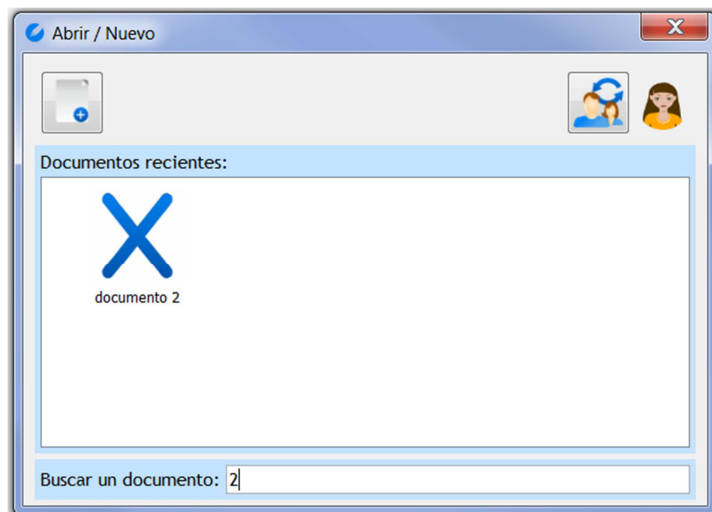 Abrir / Nuevo
Documentos recientes:
documento 2
Buscar un documento: 2